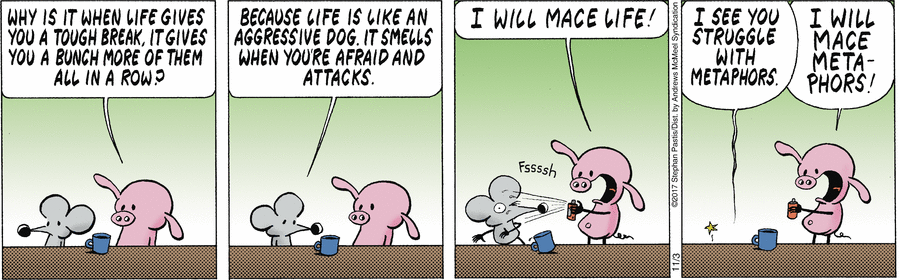 WHY IS IT WHEN LIFE GIVES
YOU A TOUGH BREAK, IT GIVES
YOU A BUNCH MORE OF THEM
ALL IN A ROW?
BECAUSE LIFE IS LIKE AN
AGGRESSIVE DOG. IT SMELLS
WHEN YOU'RE AFRAID AND
ATTACKS.
I WILL MACE LIFE!
Fssssh
©2017 Stephan Pastis/Dist. by Andrews McMeel Syndication
11/3
I SEE YOU
STRUGGLE
WITH
METAPHORS.
I WILL
MACE
META-
PHORS!